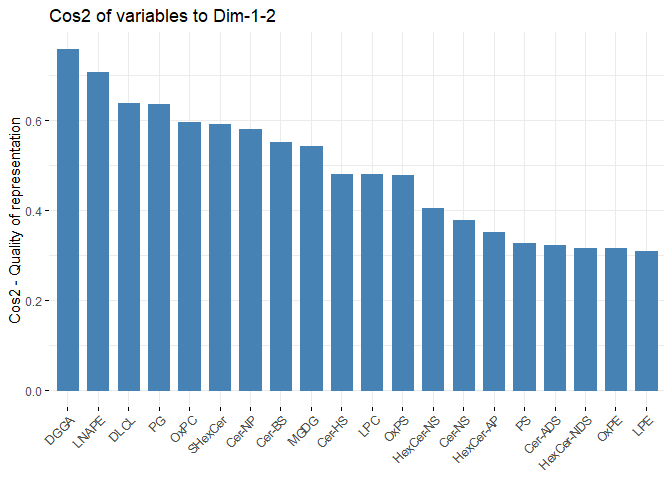 Cos2 of variables to Dim-1-2
Cos2 - Quality of representation
0.6
0.4
0.2
0.0
DGGA
LNAPE
DLCL
PG
OxPC
SHexCer
Cer-NP
Cer-BS
MGDG
Cer-HS
LPC
OxPS
HexCer-NS
Cer-NS
HexCer-AP
PS
Cer-ADS
HexCer-NDS
OxPE
LPE